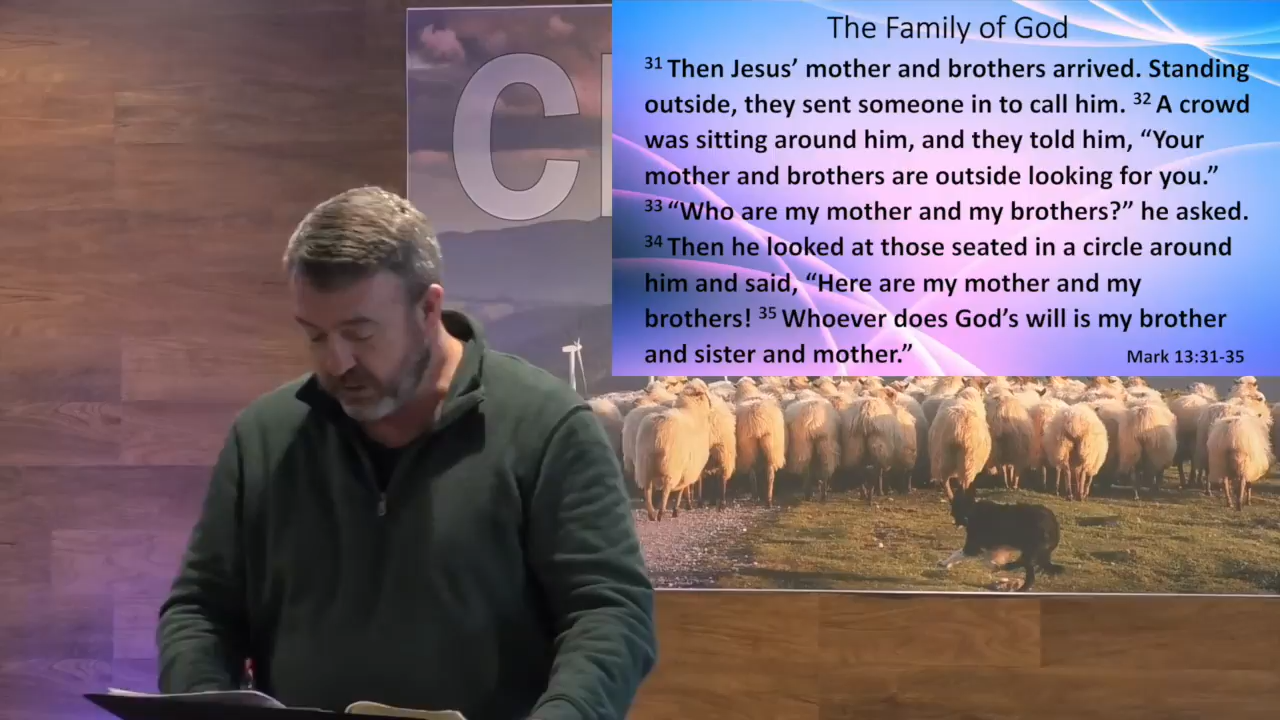 The Family of God
31 Then Jesus’ mother and brothers arrived. Standing
outside, they sent someone in to call him. 32 A crowd
was sitting around him, and they told him, “Your
mother and brothers are outside looking for you.”
33 “Who are my mother and my brothers?” he asked.
34 Then he looked at those seated in a circle around
him and said, “Here are my mother and my
brothers! 35 Whoever does God’s will is my brother
and sister and mother.”
Mark 13:31-35
C